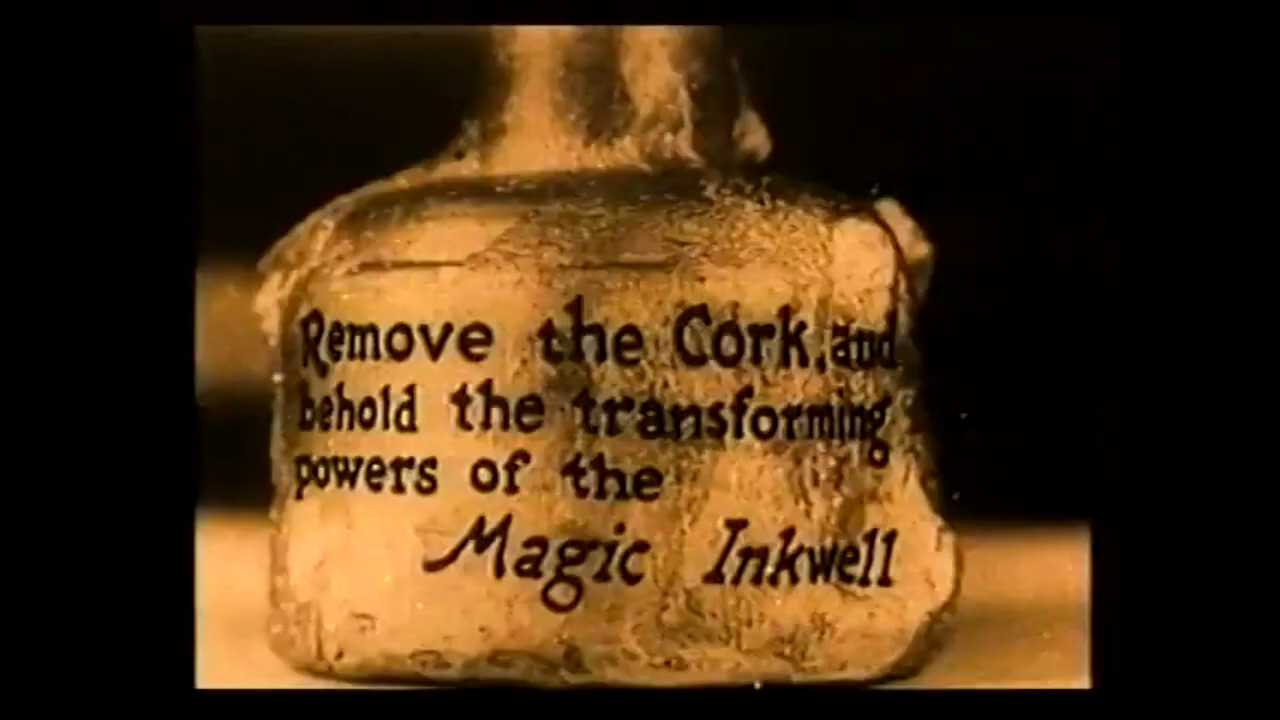 Remove the Cork, and
behold the transforming
powers of the
Magic Inkwell